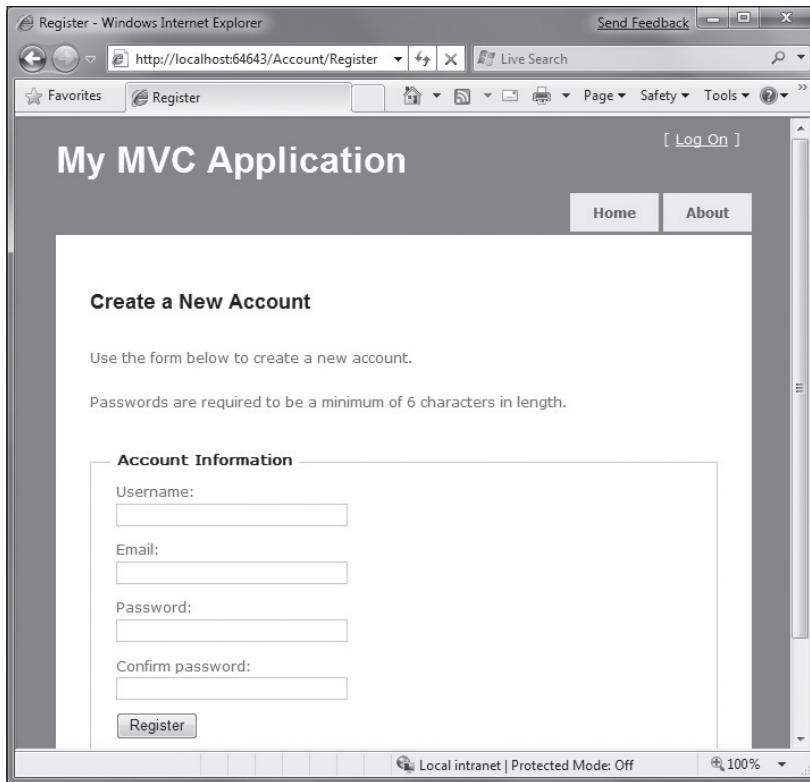 Register - Windows Internet Explorer
Send Feedback
http://localhost:64643/Account/Register
Live Search
Favorites
Register
Page
Safety
Tools
»
My MVC Application
[ Log On ]
Home
About
Create a New Account
Use the form below to create a new account.
Passwords are required to be a minimum of 6 characters in length.
Account Information
Username:
Email:
Password:
Confirm password:
Register
Local intranet | Protected Mode: Off
100%